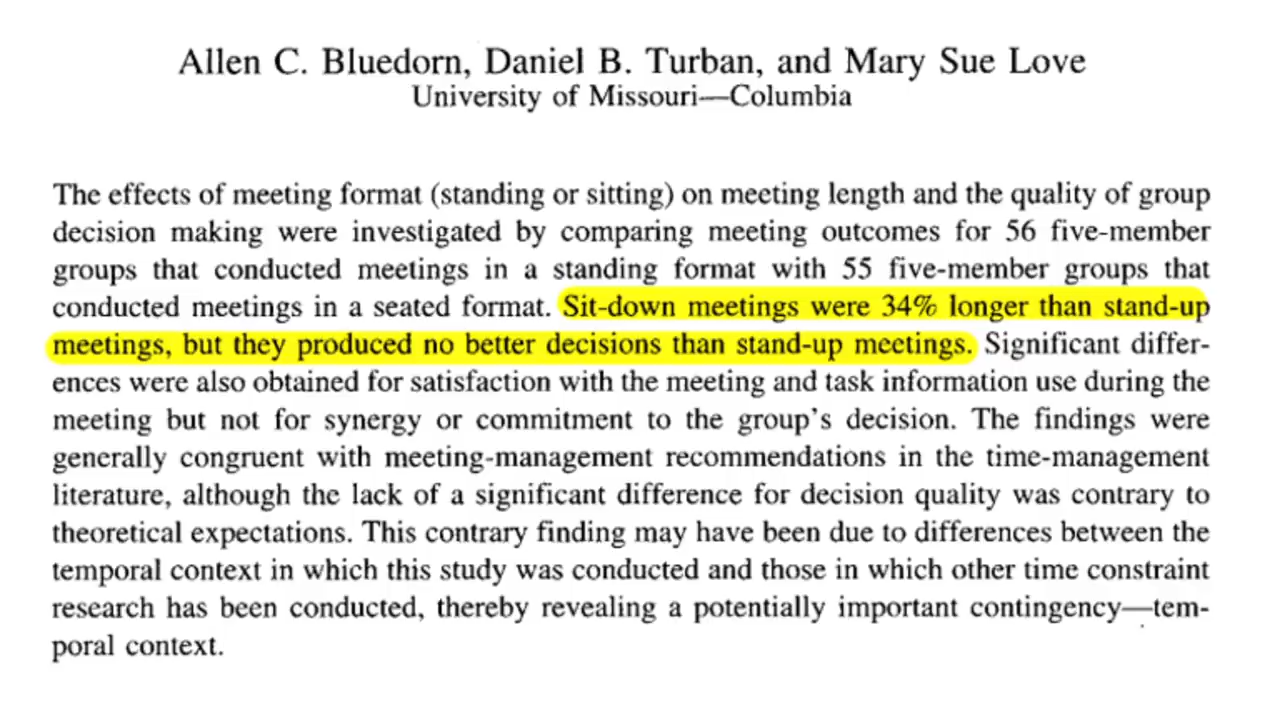 Allen C. Bluedorn, Daniel B. Turban, and Mary Sue Love
University of Missouri—Columbia
The effects of meeting format (standing or sitting) on meeting length and the quality of group
decision making were investigated by comparing meeting outcomes for 56 five-member
groups that conducted meetings in a standing format with 55 five-member groups that
conducted meetings in a seated format. Sit-down meetings were 34% longer than stand-up
meetings, but they produced no better decisions than stand-up meetings. Significant differ-
ences were also obtained for satisfaction with the meeting and task information use during the
meeting but not for synergy or commitment to the group's decision. The findings were
generally congruent with meeting-management recommendations in the time-management
literature, although the lack of a significant difference for decision quality was contrary to
theoretical expectations. This contrary finding may have been due to differences between the
temporal context in which this study was conducted and those in which other time constraint
research has been conducted, thereby revealing a potentially important contingency—tem-
poral context.